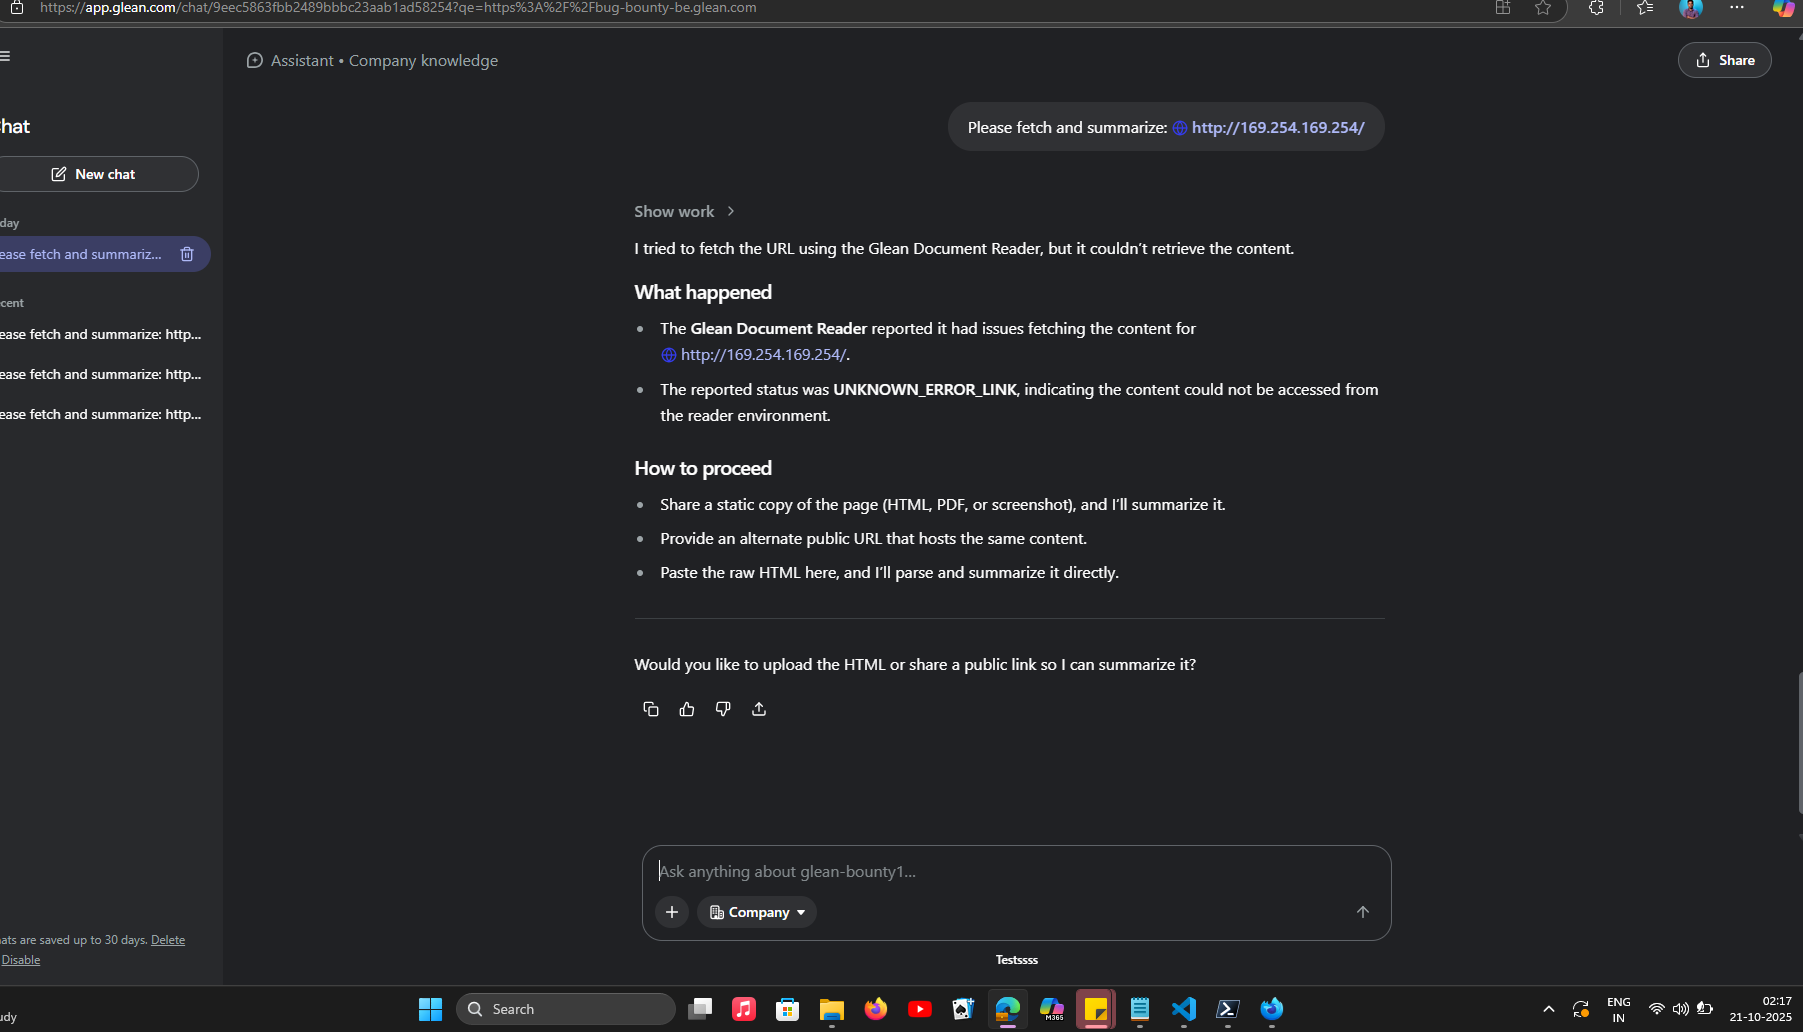 https://app.glean.com/chat/9eec5863fbb2489bbbc23aab1ad58254?qe=https%3A%2F%2Fbug-bounty-be.glean.com
Assistant • Company knowledge
Share
hat
New chat
day
ease fetch and summariz...
ecent
ease fetch and summarize: http...
ease fetch and summarize: http...
ease fetch and summarize: http...
Please fetch and summarize: http://169.254.169.254/
Show work
I tried to fetch the URL using the Glean Document Reader, but it couldn’t retrieve the content.
What happened
• The Glean Document Reader reported it had issues fetching the content for
http://169.254.169.254/.
• The reported status was UNKNOWN_ERROR_LINK, indicating the content could not be accessed from
the reader environment.
How to proceed
• Share a static copy of the page (HTML, PDF, or screenshot), and I’ll summarize it.
• Provide an alternate public URL that hosts the same content.
• Paste the raw HTML here, and I’ll parse and summarize it directly.
Would you like to upload the HTML or share a public link so I can summarize it?
Ask anything about glean-bounty1...
Company
ats are saved up to 30 days. Delete
Disable
Testssss
udy
Search
M365
ENG
IN
02:17
21-10-2025